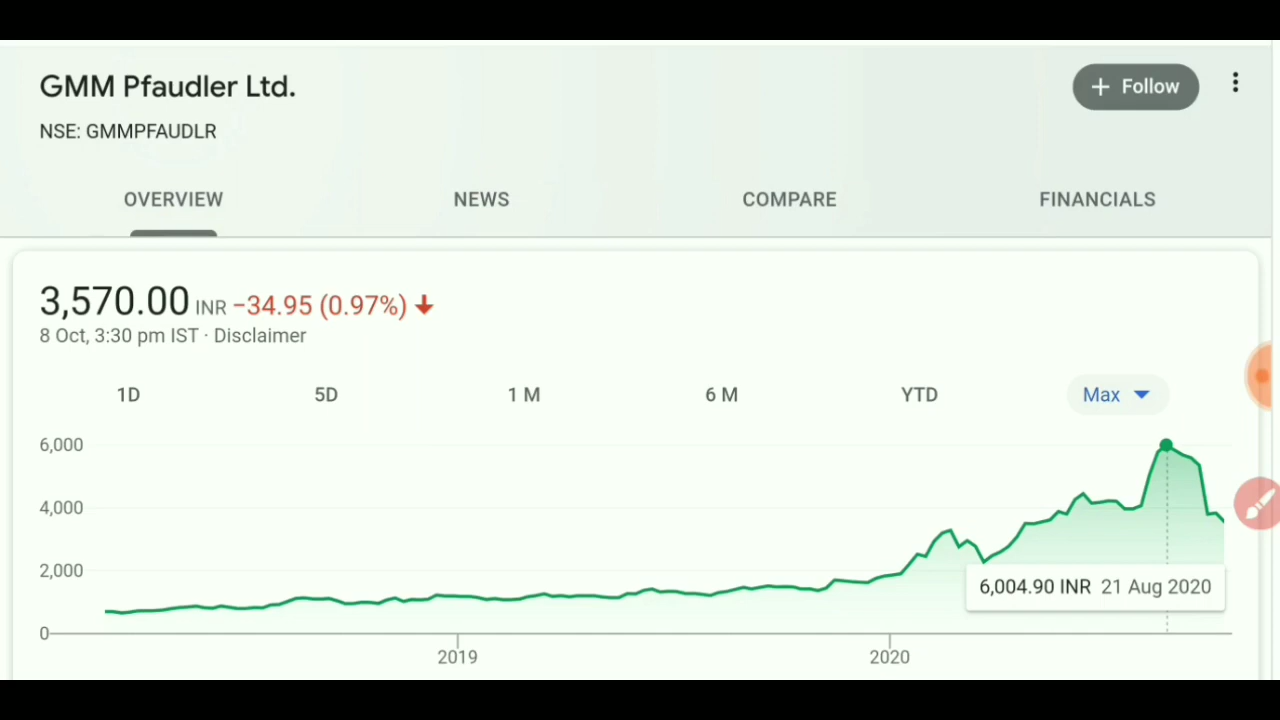 GMM Pfaudler Ltd.
+ Follow
NSE: GMMPFAUDLR
OVERVIEW NEWS COMPARE FINANCIALS
3,570.00 INR −34.95 (0.97%)
8 Oct, 3:30 pm IST · Disclaimer
1D 5D 1 M 6 M YTD Max
6,000
4,000
2,000
6,004.90 INR 21 Aug 2020
0
2019 2020